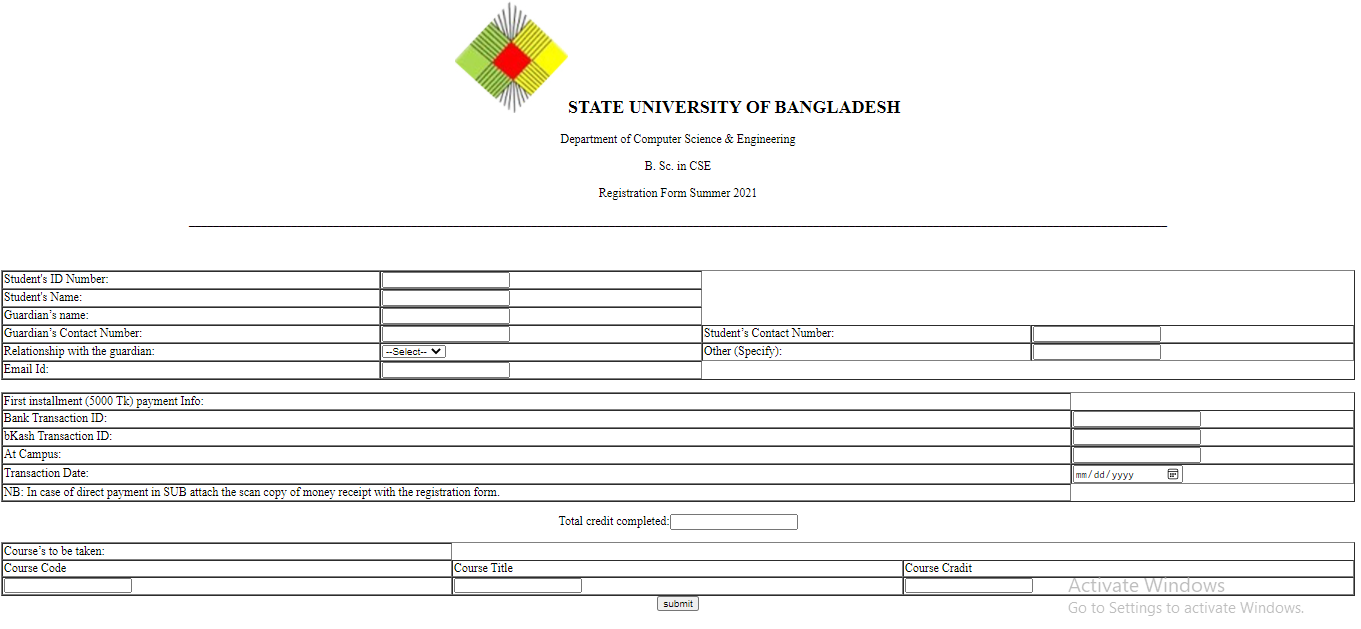 STATE UNIVERSITY OF BANGLADESH
Department of Computer Science & Engineering
B. Sc. in CSE
Registration Form Summer 2021
Student's ID Number:
Student's Name:
Guardian’s name:
Guardian’s Contact Number: Student’s Contact Number:
Relationship with the guardian: --Select-- Other (Specify):
Email Id:
First installment (5000 Tk) payment Info:
Bank Transaction ID:
bKash Transaction ID:
At Campus:
Transaction Date: mm/dd/yyyy
NB: In case of direct payment in SUB attach the scan copy of money receipt with the registration form.
Total credit completed:
Course’s to be taken:
Course Code Course Title Course Cradit
submit
Activate Windows
Go to Settings to activate Windows.